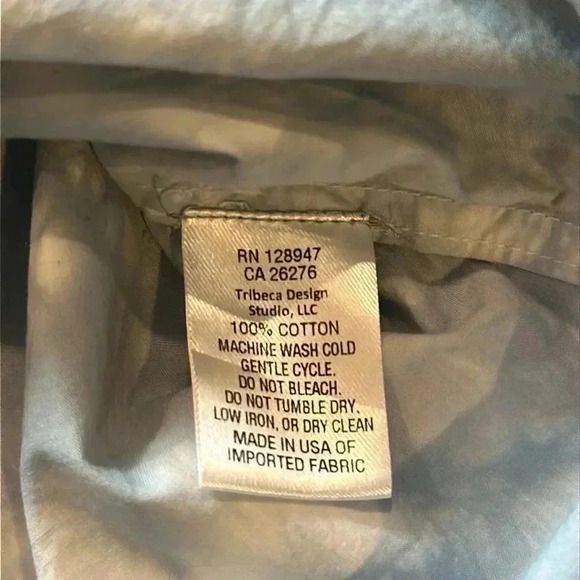 RN 128947
CA 26276
Tribeca Design
Studio, LLC
100% COTTON
MACHINE WASH COLD
GENTLE CYCLE.
DO NOT BLEACH.
DO NOT TUMBLE DRY.
LOW IRON, OR DRY CLEAN
MADE IN USA OF
IMPORTED FABRIC